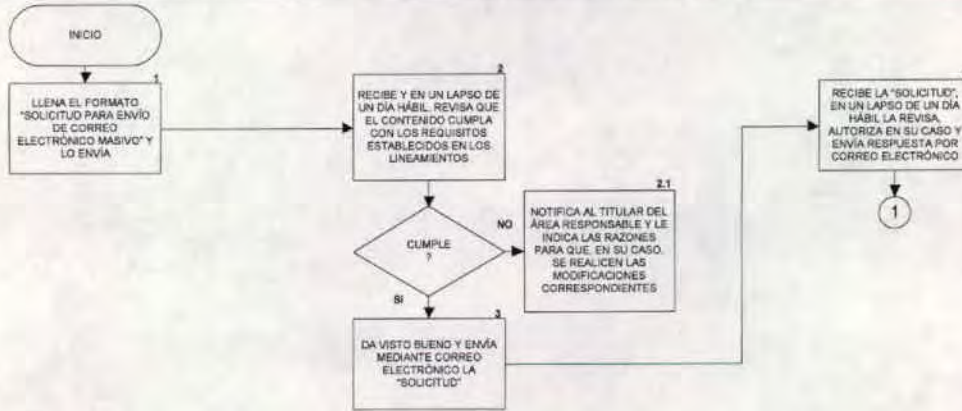 INICIO
1
LLENA EL FORMATO
"SOLICITUD PARA ENVÍO
DE CORREO
ELECTRÓNICO MASIVO" Y
LO ENVÍA
2
RECIBE Y EN UN LAPSO DE
UN DÍA HÁBIL, REVISA QUE
EL CONTENIDO CUMPLA
CON LOS REQUISITOS
ESTABLECIDOS EN LOS
LINEAMIENTOS
CUMPLE
?
NO
2.1
NOTIFICA AL TITULAR DEL
ÁREA RESPONSABLE Y LE
INDICA LAS RAZONES
PARA QUE, EN SU CASO,
SE REALICEN LAS
MODIFICACIONES
CORRESPONDIENTES
SI
3
DA VISTO BUENO Y ENVÍA
MEDIANTE CORREO
ELECTRÓNICO LA
"SOLICITUD"
RECIBE LA "SOLICITUD",
EN UN LAPSO DE UN DÍA
HÁBIL LA REVISA,
AUTORIZA EN SU CASO Y
ENVÍA RESPUESTA POR
CORREO ELECTRÓNICO
1